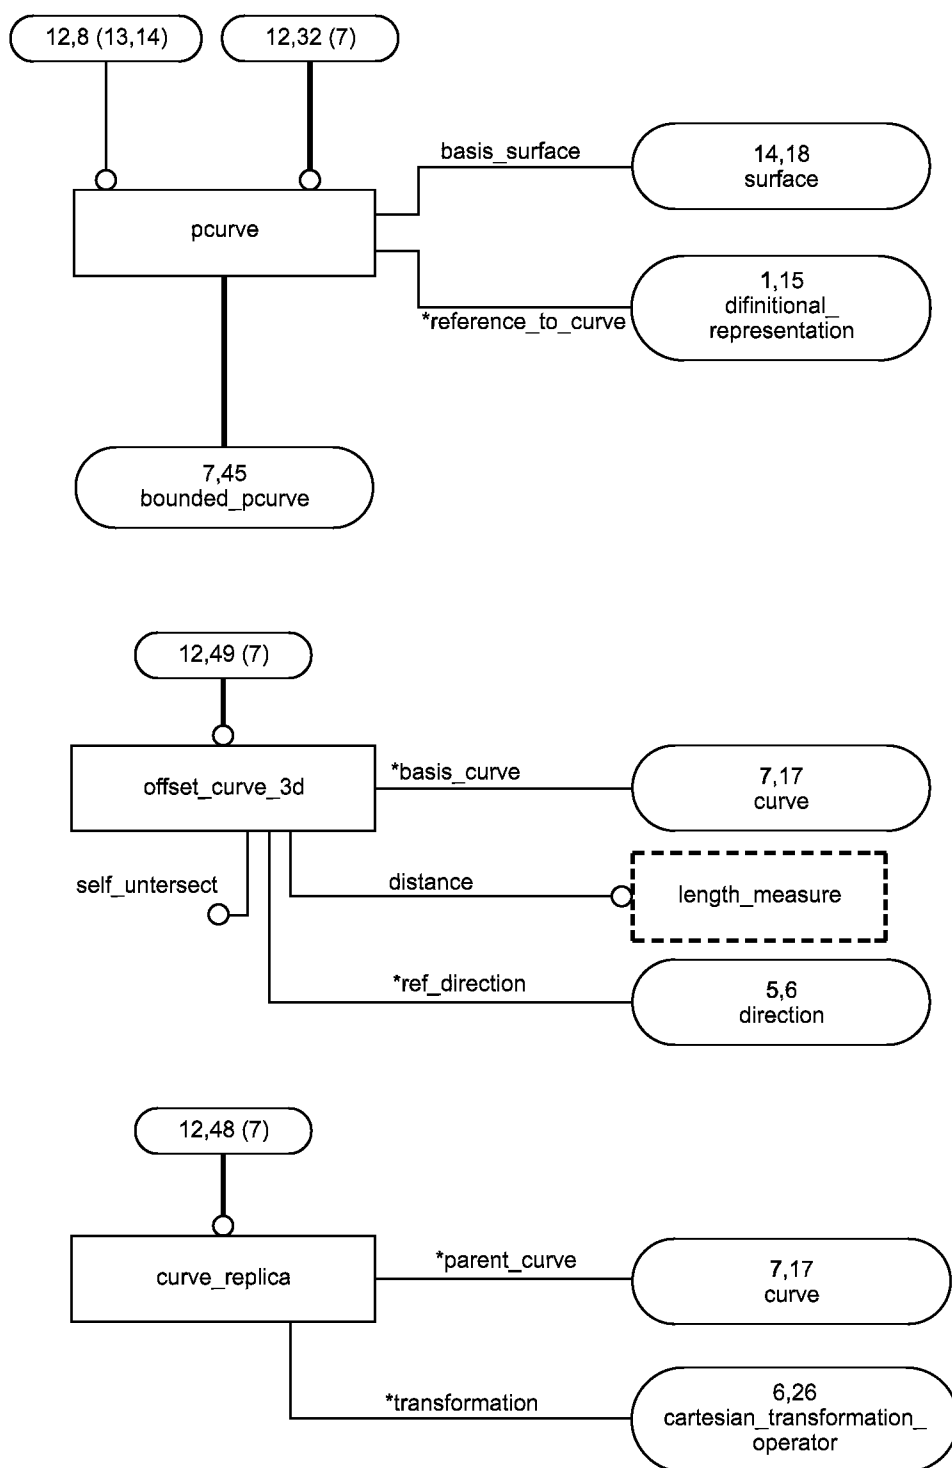 12,8 (13,14)
12,32 (7)
basis_surface
14,18
surface
pcurve
1,15
difinitional_
representation
*reference_to_curve
7,45
bounded_pcurve
12,49 (7)
offset_curve_3d
*basis_curve
7,17
curve
self_untersect
distance
length_measure
*ref_direction
5,6
direction
12,48 (7)
curve_replica
*parent_curve
7,17
curve
*transformation
6,26
cartesian_transformation_
operator